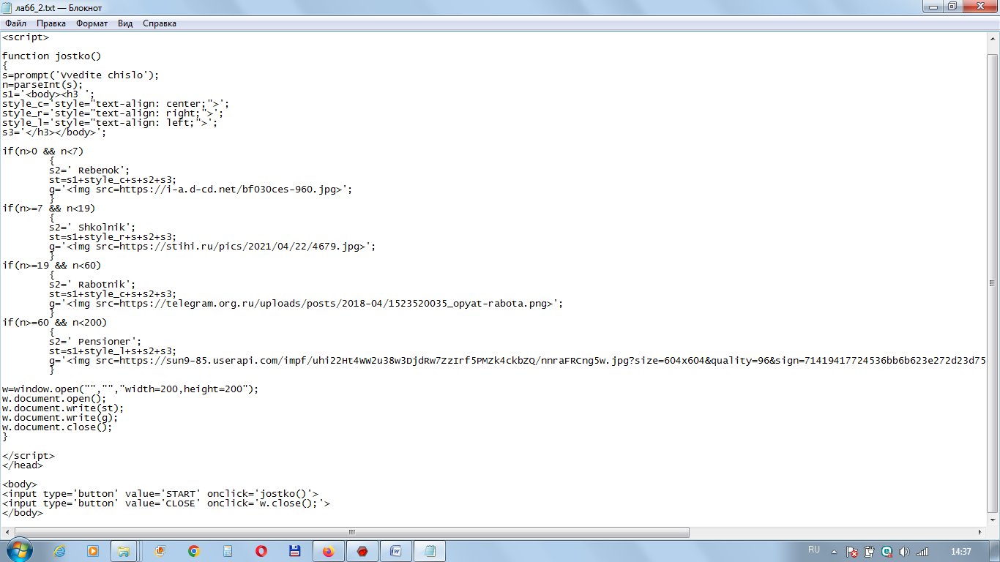 лабб_2.txt — Блокнот
Файл Правка Формат Вид Справка
<script>
function jostko()
{
s=prompt('Vvedite chislo');
n=parseInt(s);
s1='<body><h3 ';
style_c='style="text-align: center;">';
style_r='style="text-align: right;">';
style_l='style="text-align: left;">';
s3='</h3></body>';
if(n>0 && n<7)
{
s2=' Rebenok';
st=s1+style_c+s+s2+s3;
g='<img src=https://i-a.d-cd.net/bf030ces-960.jpg>';
}
if(n>=7 && n<19)
{
s2=' Shkolnik';
st=s1+style_r+s+s2+s3;
g='<img src=https://stihi.ru/pics/2021/04/22/4679.jpg>';
}
if(n>=19 && n<60)
{
s2=' Rabotnik';
st=s1+style_c+s+s2+s3;
g='<img src=https://telegram.org.ru/uploads/posts/2018-04/1523520035_opyat-rabota.png>';
}
if(n>=60 && n<200)
{
s2=' Pensioner';
st=s1+style_l+s+s2+s3;
g='<img src=https://sun9-85.userapi.com/impf/uhi22Ht4WW2u38w3DjdRw7ZzIrf5PMZk4ckbZQ/nnraFRCng5w.jpg?size=604x604&quality=96&sign=71419417724536bb6b623e272d23d75
}
w=window.open("","","width=200,height=200");
w.document.open();
w.document.write(st);
w.document.write(g);
w.document.close();
}
</script>
</head>
<body>
<input type='button' value='START' onclick='jostko()'>
<input type='button' value='CLOSE' onclick='w.close();'>
</body>
RU
14:37